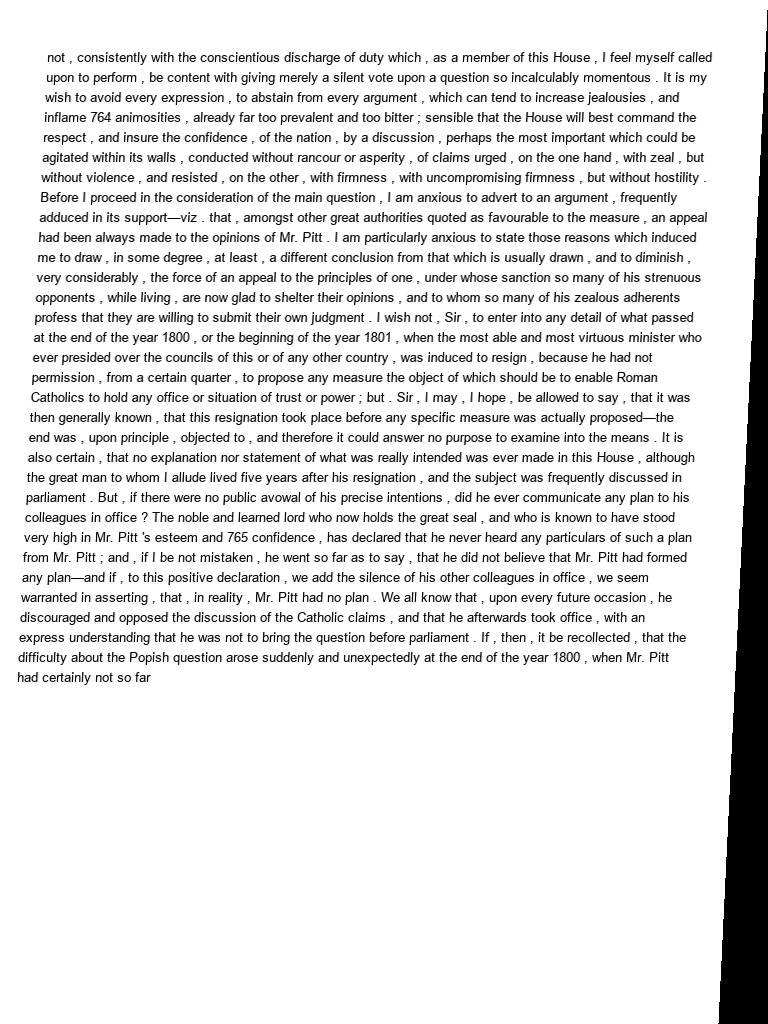 not , consistently with the conscientious discharge of duty which , as a member of this House , I feel myself called
upon to perform , be content with giving merely a silent vote upon a question so incalculably momentous . It is my
wish to avoid every expression , to abstain from every argument , which can tend to increase jealousies , and
inflame 764 animosities , already far too prevalent and too bitter ; sensible that the House will best command the
respect , and insure the confidence , of the nation , by a discussion , perhaps the most important which could be
agitated within its walls , conducted without rancour or asperity , of claims urged , on the one hand , with zeal , but
without violence , and resisted , on the other , with firmness , with uncompromising firmness , but without hostility .
Before I proceed in the consideration of the main question , I am anxious to advert to an argument , frequently
adduced in its support—viz . that , amongst other great authorities quoted as favourable to the measure , an appeal
had been always made to the opinions of Mr. Pitt . I am particularly anxious to state those reasons which induced
me to draw , in some degree , at least , a different conclusion from that which is usually drawn , and to diminish ,
very considerably , the force of an appeal to the principles of one , under whose sanction so many of his strenuous
opponents , while living , are now glad to shelter their opinions , and to whom so many of his zealous adherents
profess that they are willing to submit their own judgment . I wish not , Sir , to enter into any detail of what passed
at the end of the year 1800 , or the beginning of the year 1801 , when the most able and most virtuous minister who
ever presided over the councils of this or of any other country , was induced to resign , because he had not
permission , from a certain quarter , to propose any measure the object of which should be to enable Roman
Catholics to hold any office or situation of trust or power ; but . Sir , I may , I hope , be allowed to say , that it was
then generally known , that this resignation took place before any specific measure was actually proposed—the
end was , upon principle , objected to , and therefore it could answer no purpose to examine into the means . It is
also certain , that no explanation nor statement of what was really intended was ever made in this House , although
the great man to whom I allude lived five years after his resignation , and the subject was frequently discussed in
parliament . But , if there were no public avowal of his precise intentions , did he ever communicate any plan to his
colleagues in office ? The noble and learned lord who now holds the great seal , and who is known to have stood
very high in Mr. Pitt 's esteem and 765 confidence , has declared that he never heard any particulars of such a plan
from Mr. Pitt ; and , if I be not mistaken , he went so far as to say , that he did not believe that Mr. Pitt had formed
any plan—and if , to this positive declaration , we add the silence of his other colleagues in office , we seem
warranted in asserting , that , in reality , Mr. Pitt had no plan . We all know that , upon every future occasion , he
discouraged and opposed the discussion of the Catholic claims , and that he afterwards took office , with an
express understanding that he was not to bring the question before parliament . If , then , it be recollected , that the
difficulty about the Popish question arose suddenly and unexpectedly at the end of the year 1800 , when Mr. Pitt
had certainly not so far